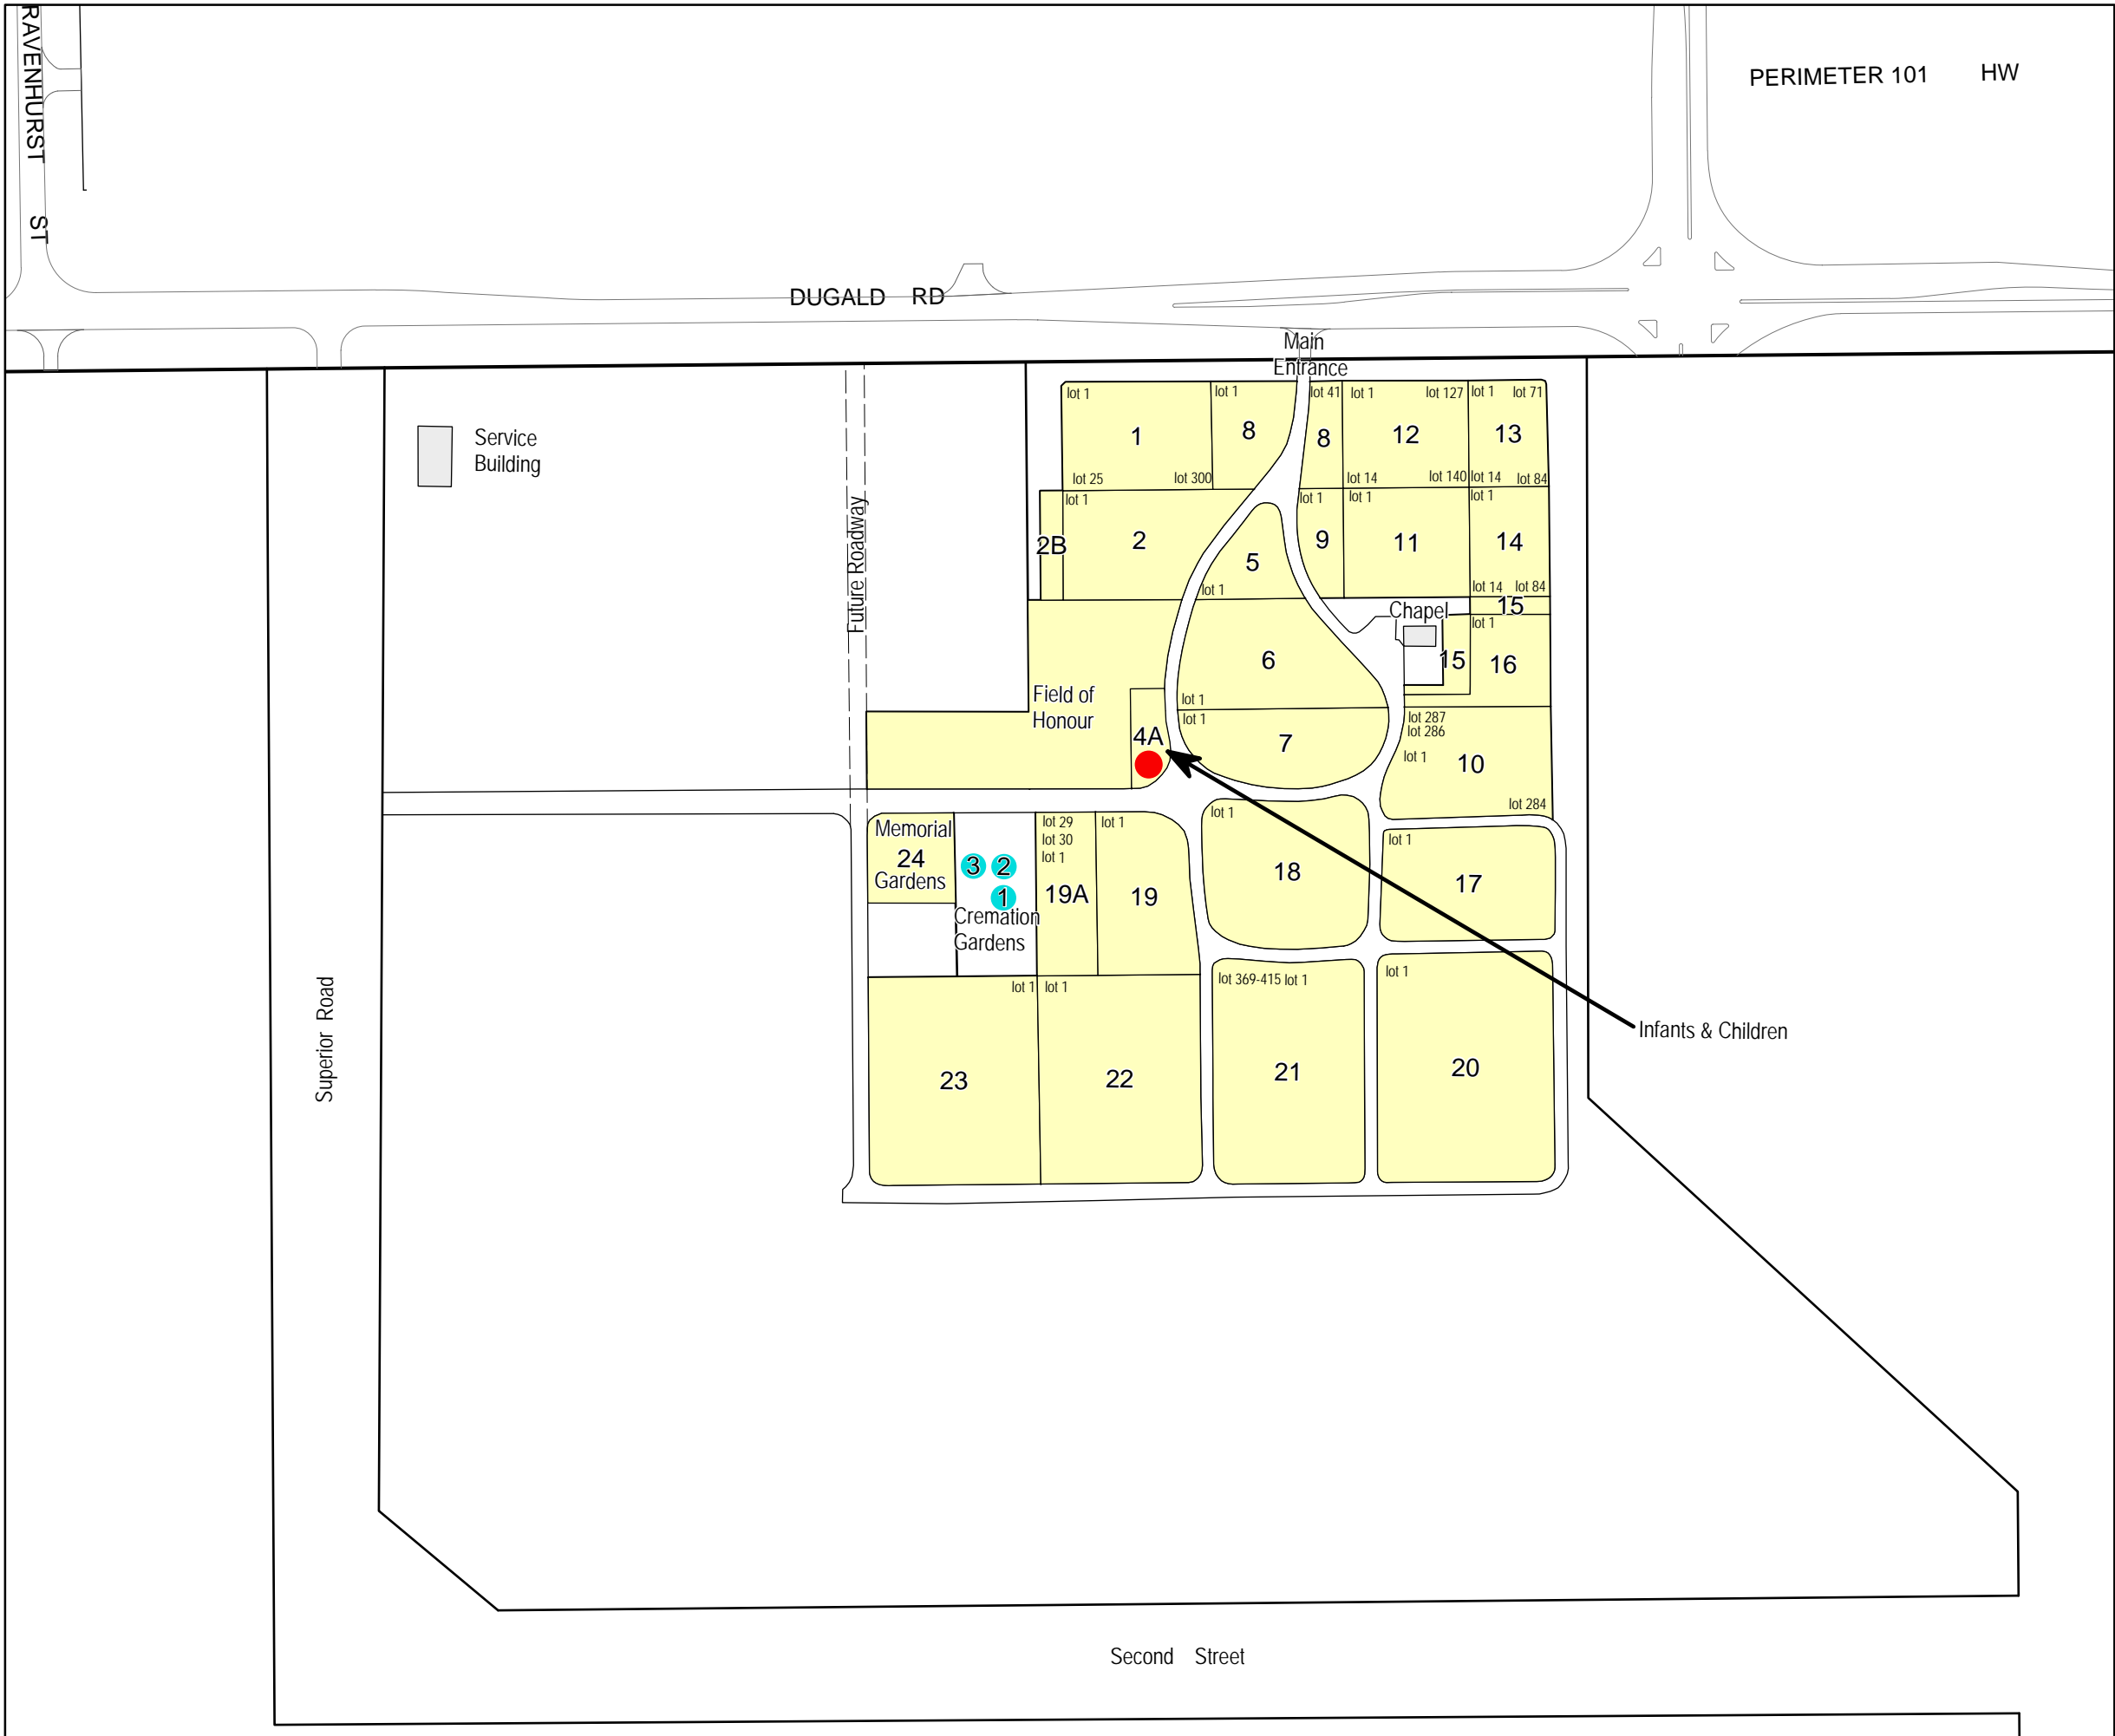 RAVENHURST ST
PERIMETER 101 HW
DUGALD RD
Main
Entrance
Service
Building
Future Roadway
lot 1
1
lot 25
lot 300
lot 1
8
lot 41
8
lot 1
lot 127
12
lot 14
lot 140
lot 1
lot 71
13
lot 14
lot 84
2B
lot 1
2
5
lot 1
lot 1
9
lot 1
11
lot 1
14
lot 14
lot 84
15
Chapel
15
lot 1
16
6
lot 1
Field of
Honour
4A
lot 1
7
lot 287
lot 286
lot 1
10
lot 284
Memorial
24
Gardens
3
2
1
Cremation
Gardens
lot 29
lot 30
lot 1
19A
lot 1
19
lot 1
18
lot 1
17
Superior Road
lot 1
23
lot 1
22
lot 369-415 lot 1
21
lot 1
20
Infants & Children
Second Street